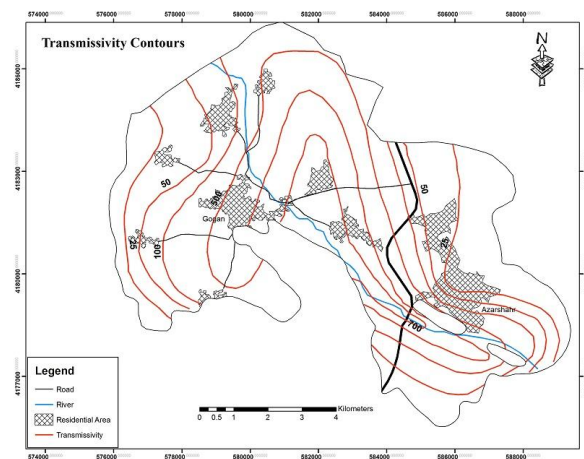 574000 576000 578000 580000 582000 584000 586000 588000
Transmissivity Contours
N
4186000
4183000
50
50
Gogan
25
100
25
4180000
Azarshahr
Legend
Road
River
Residential Area
Transmissivity
4177000
Kilometers
0 0.5 1 2 3 4
574000 576000 578000 580000 582000 584000 586000 588000